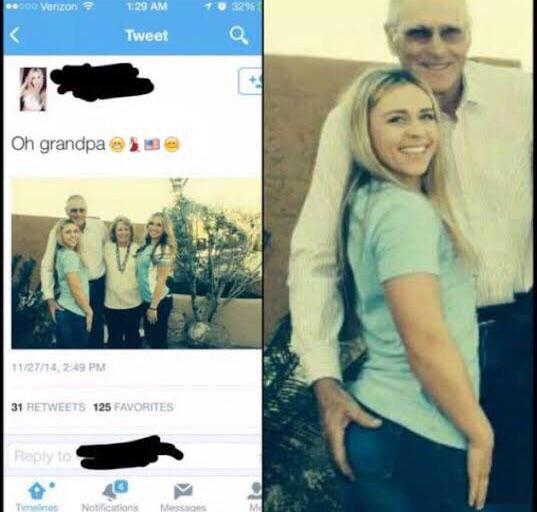 Verizon 1:29 AM 32%
Tweet
Oh grandpa 😁💃🇺🇸😊
11/27/14, 2:49 PM
31 RETWEETS 125 FAVORITES
Reply to
4
Timelines Notifications Messages Me